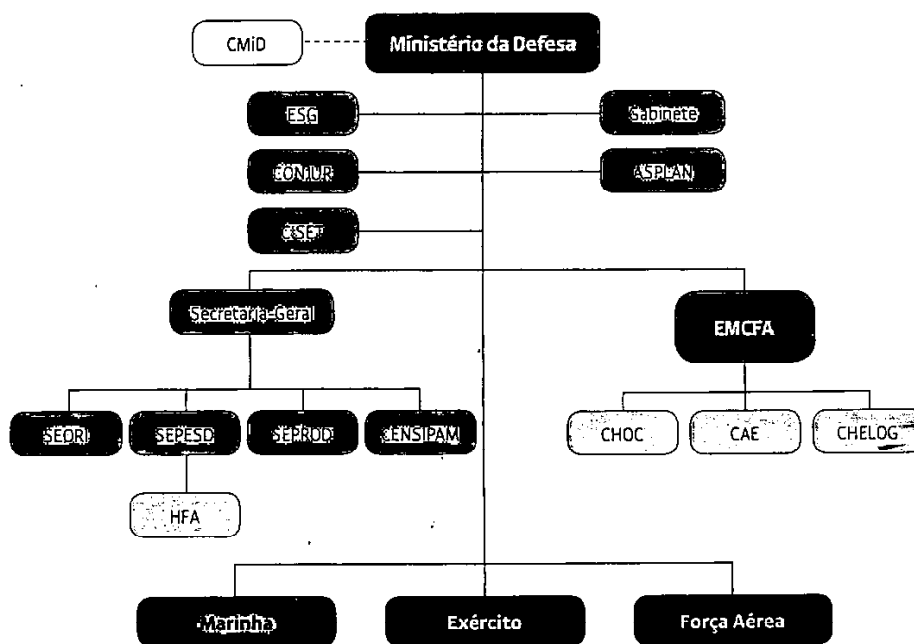 CMiD
Ministério da Defesa
ESG
Gabinete
CONJUR
ASPLAN
CISET
Secretaria-Geral
EMCFA
SEORI
SEPESD
SEPROD
CENSIPAM
CHOC
CAE
CHELOG
HFA
Marinha
Exército
Força Aérea